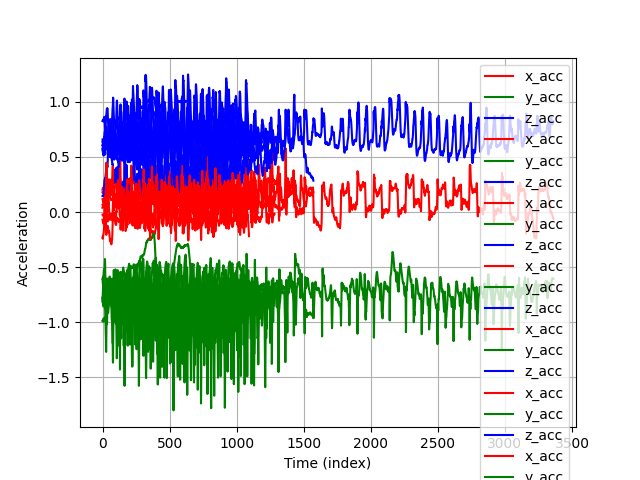 Acceleration
1.0
0.5
0.0
−0.5
−1.0
−1.5
0
500
1000
1500
2000
2500
3000
3500
Time (index)
x_acc
y_acc
z_acc
x_acc
y_acc
z_acc
x_acc
y_acc
z_acc
x_acc
y_acc
z_acc
x_acc
y_acc
z_acc
x_acc
y_acc
z_acc
x_acc
y_acc